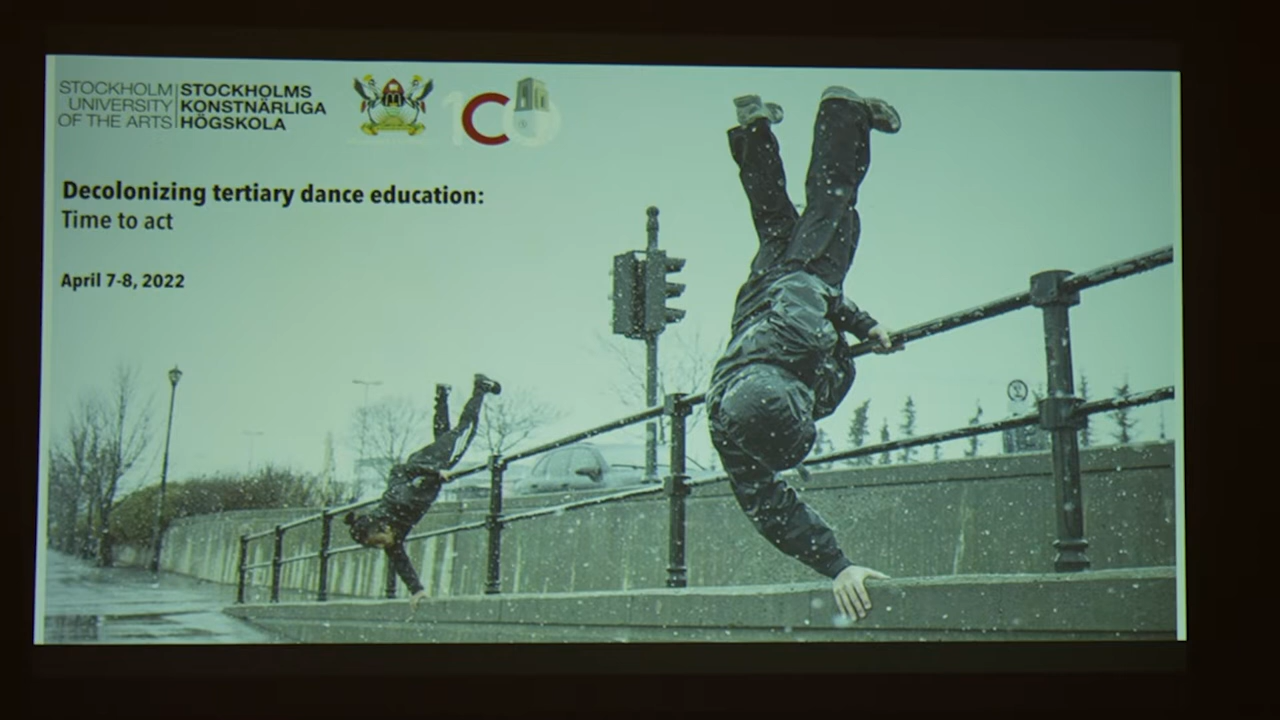 STOCKHOLM
UNIVERSITY
OF THE ARTS
STOCKHOLMS
KONSTNÄRLIGA
HÖGSKOLA
100
Decolonizing tertiary dance education:
Time to act
April 7-8, 2022